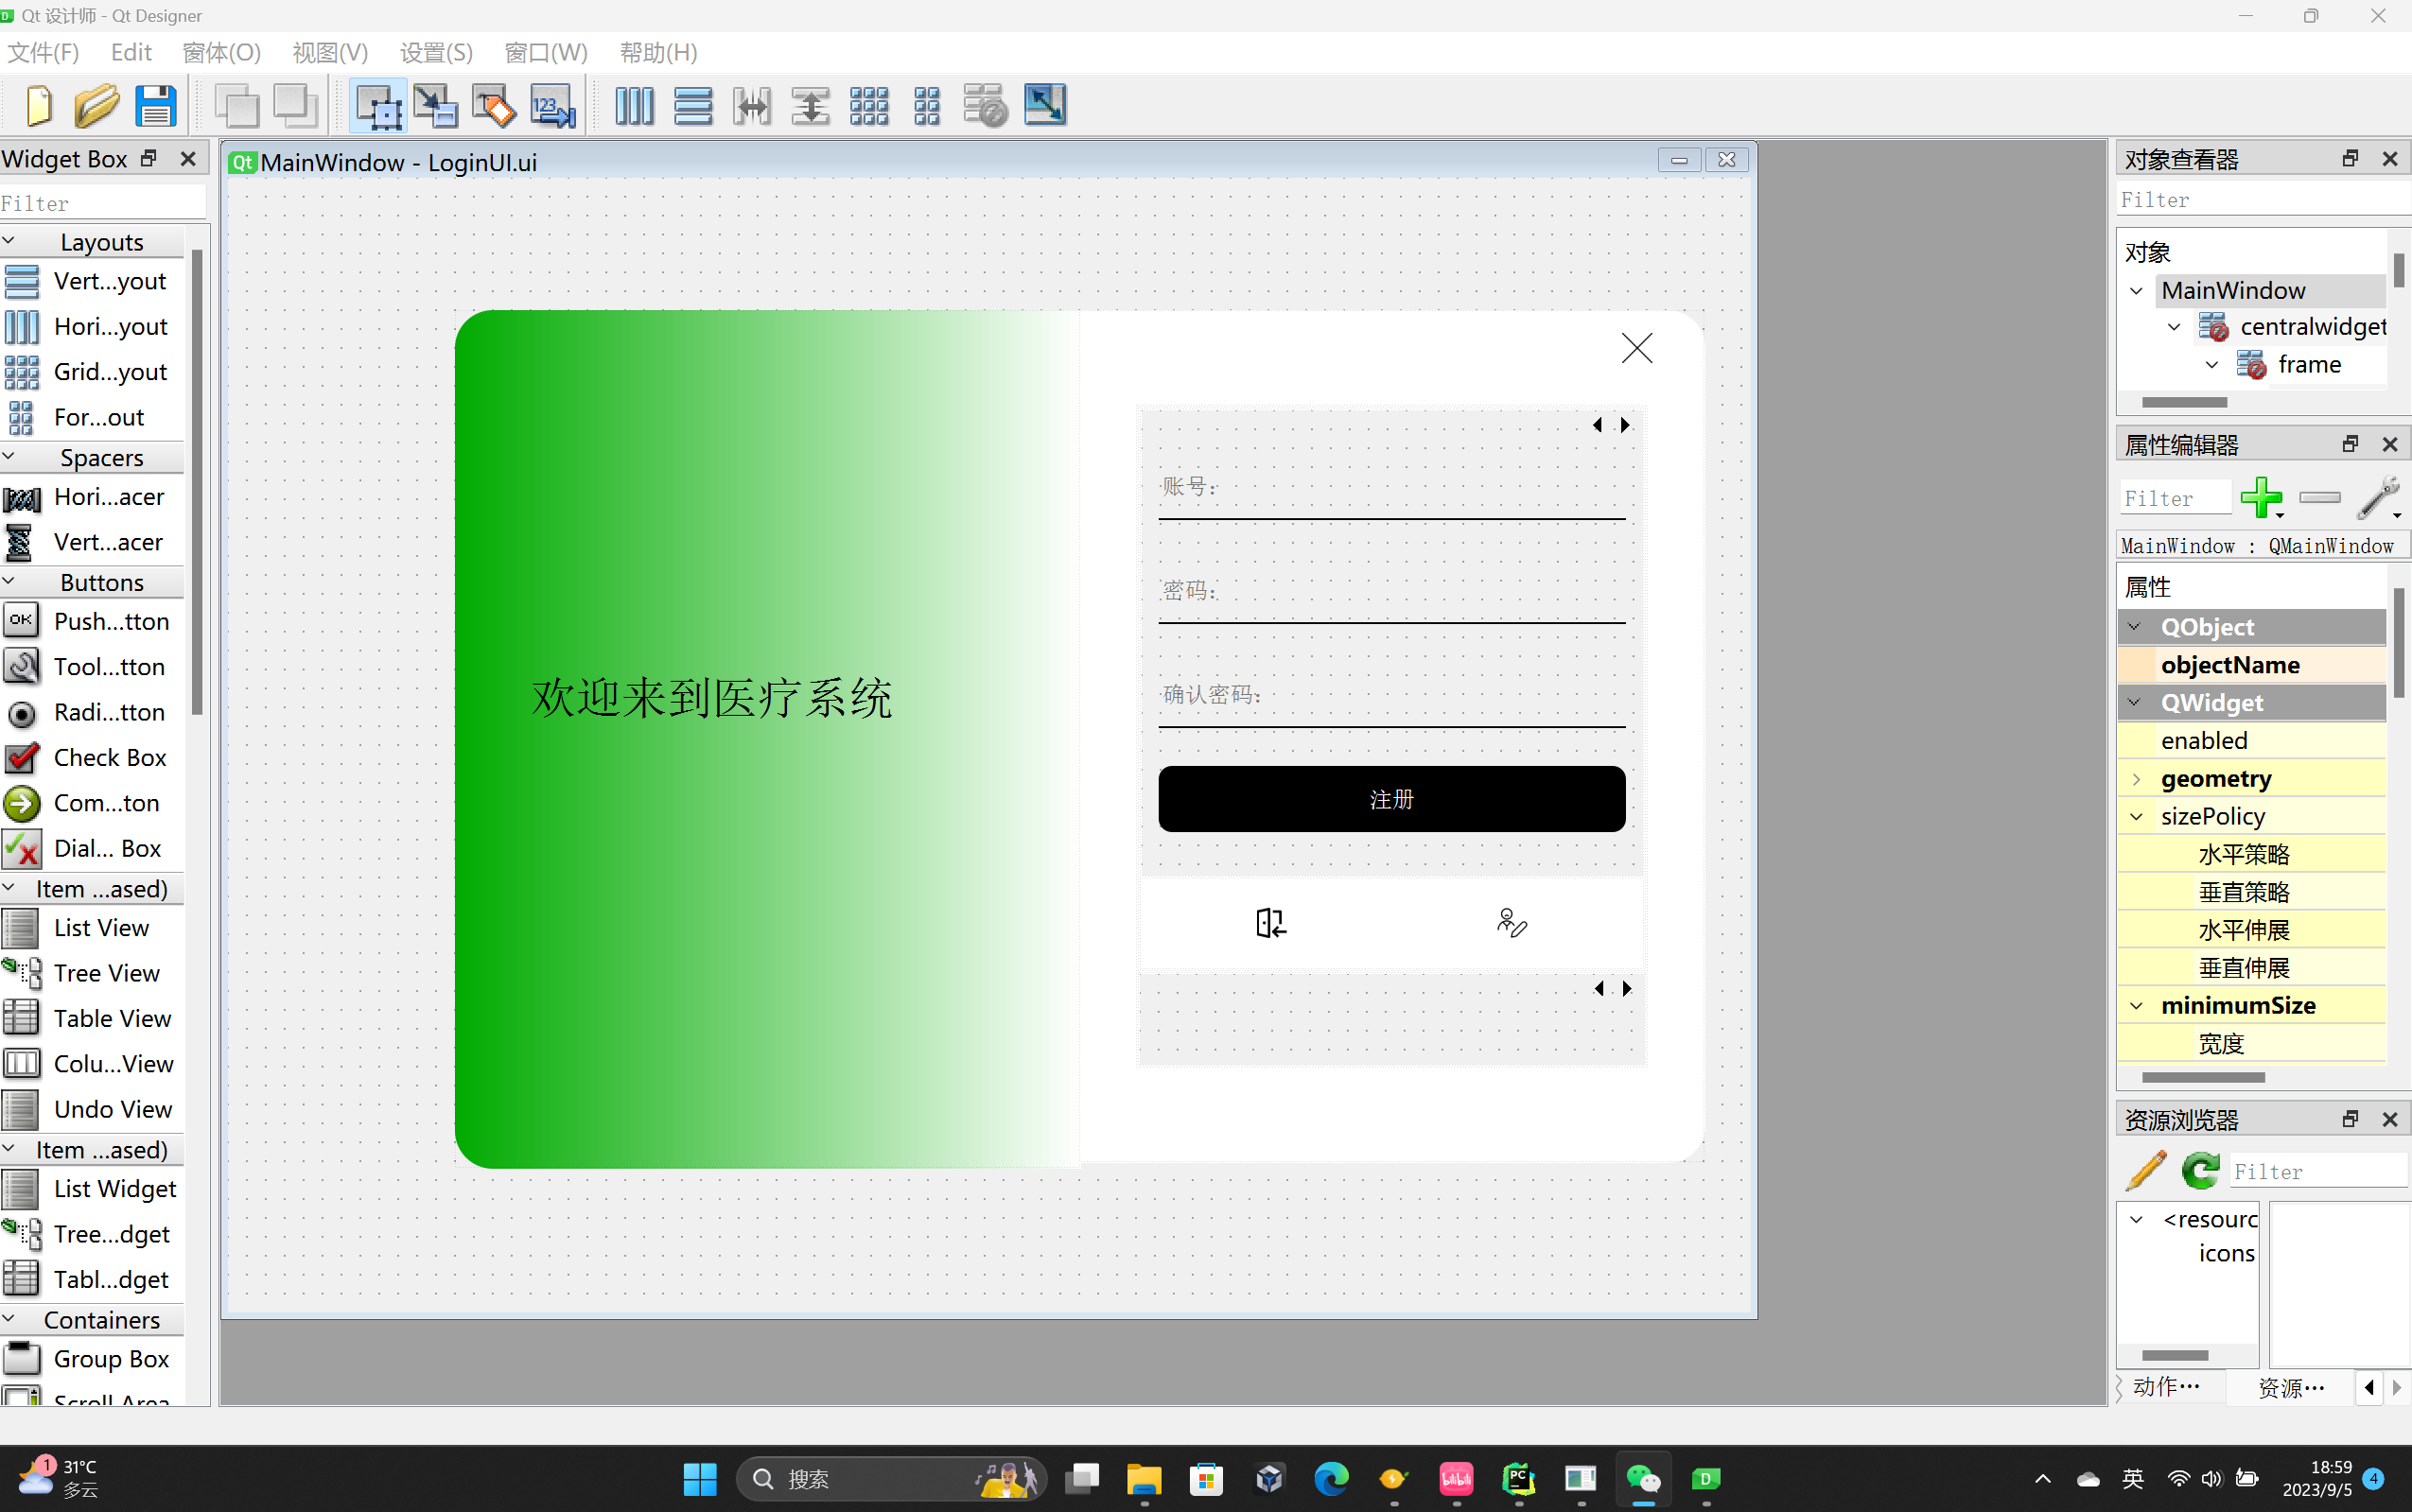 Qt 设计师 - Qt Designer
文件(F) Edit 窗体(O) 视图(V) 设置(S) 窗口(W) 帮助(H)
123
Widget Box
Filter
Layouts
Vert...yout
Hori...yout
Grid...yout
For...out
Spacers
Hori...acer
Vert...acer
Buttons
OK
Push...tton
Tool...tton
Radi...tton
Check Box
Com...ton
Dial... Box
Item ...ased)
List View
Tree View
Table View
Colu...View
Undo View
Item ...ased)
List Widget
Tree...dget
Tabl...dget
Containers
Group Box
Scroll Area
Qt MainWindow - LoginUI.ui
欢迎来到医疗系统
账号:
密码:
确认密码:
注册
对象查看器
Filter
对象
MainWindow
centralwidget
frame
属性编辑器
Filter
MainWindow : QMainWindow
属性
QObject
objectName
QWidget
enabled
geometry
sizePolicy
水平策略
垂直策略
水平伸展
垂直伸展
minimumSize
宽度
资源浏览器
Filter
<resourc
icons
动作… 资源…
1
31°C
多云
搜索
bilibili
PC
D
英
18:59
2023/9/5
4